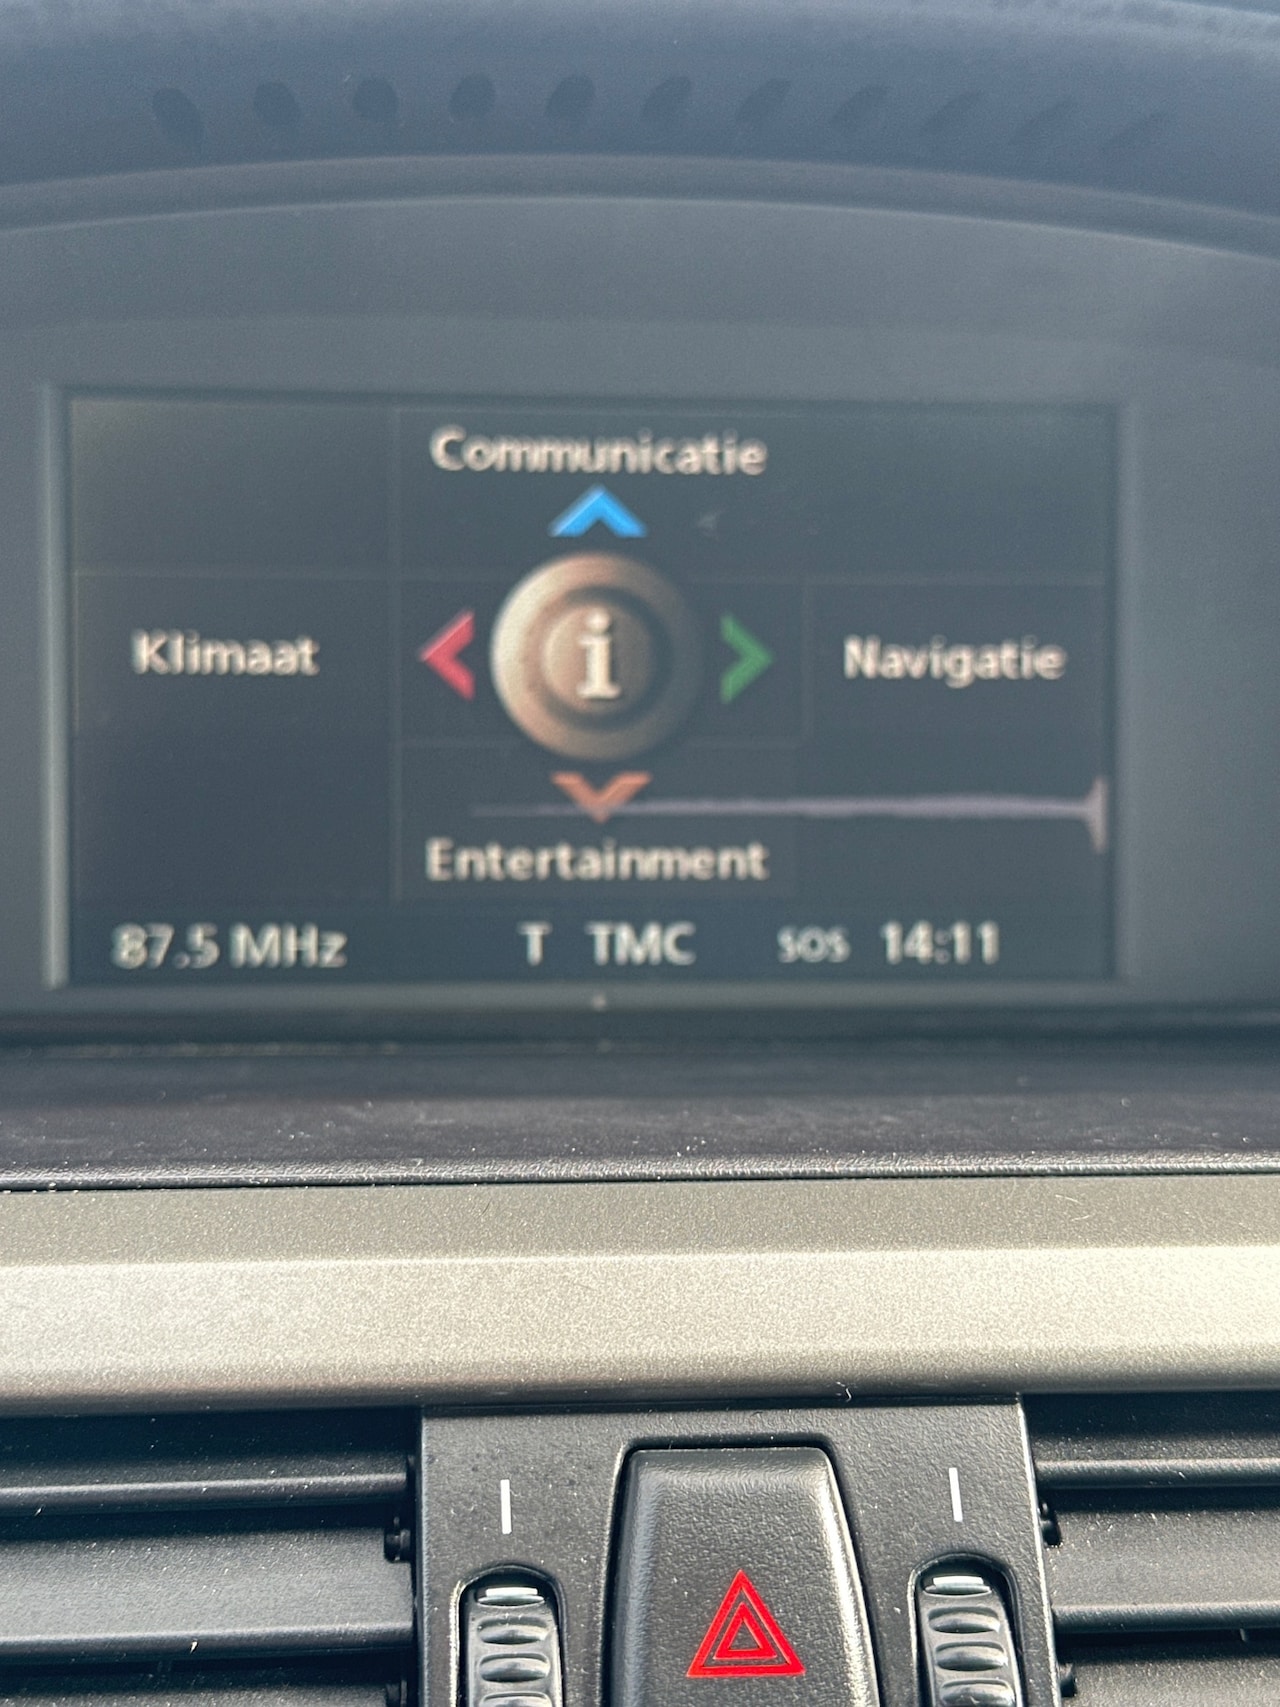 Communicatie
Klimaat
i
Navigatie
Entertainment
87.5 MHz T TMC SOS 14:11